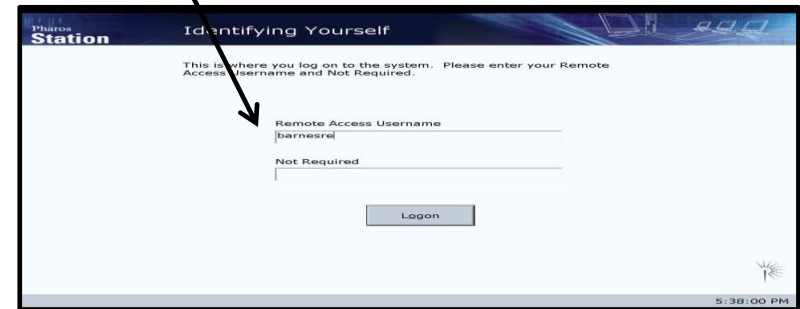 Pharos
Station
Identifying Yourself
This is where you log on to the system. Please enter your Remote
Access Username and Not Required.
Remote Access Username
barnesre
Not Required
Logon
5:38:00 PM